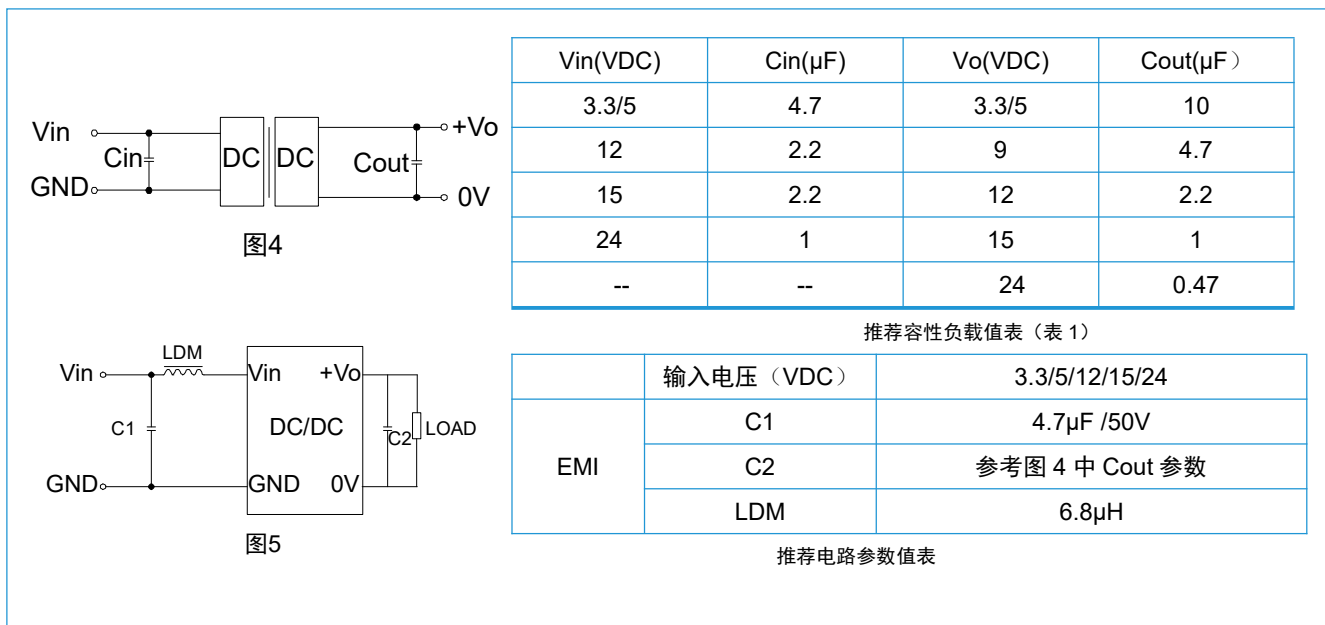 Vin
GND
Cin
DC
DC
Cout
+Vo
0V
图4
Vin(VDC) Cin(μF) Vo(VDC) Cout(μF）
3.3/5 4.7 3.3/5 10
12 2.2 9 4.7
15 2.2 12 2.2
24 1 15 1
-- -- 24 0.47
推荐容性负载值表（表 1）
Vin
LDM
C1
GND
Vin +Vo
DC/DC
GND 0V
C2
LOAD
图5
输入电压（VDC） 3.3/5/12/15/24
EMI
C1 4.7μF /50V
C2 参考图 4 中 Cout 参数
LDM 6.8μH
推荐电路参数值表